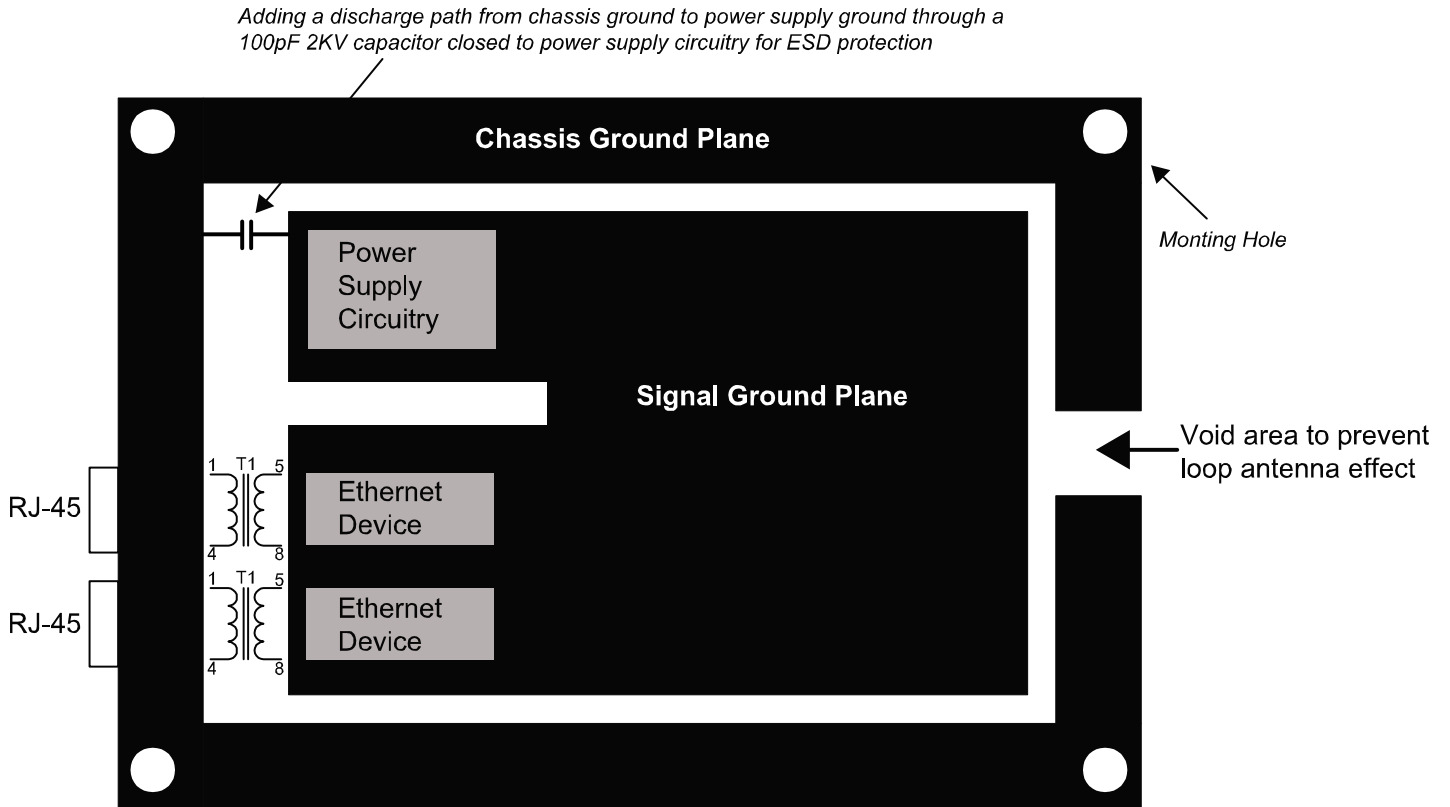 Adding a discharge path from chassis ground to power supply ground through a
100pF 2KV capacitor closed to power supply circuitry for ESD protection
Chassis Ground Plane
Monting Hole
Power
Supply
Circuitry
Signal Ground Plane
Void area to prevent
loop antenna effect
1 T1 5
Ethernet
Device
RJ-45
4 8
1 T1 5
Ethernet
Device
RJ-45
4 8